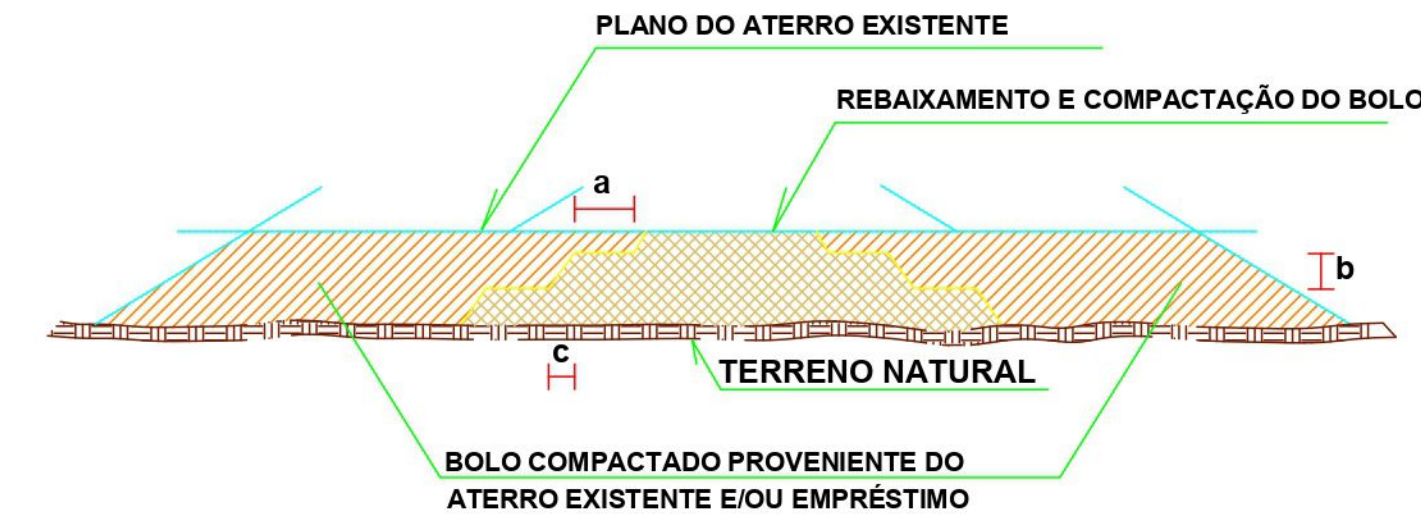 PLANO DO ATERRO EXISTENTE
REBAIXAMENTO E COMPACTAÇÃO DO BOLO
a
b
c
TERRENO NATURAL
BOLO COMPACTADO PROVENIENTE DO
ATERRO EXISTENTE E/OU EMPRÉSTIMO